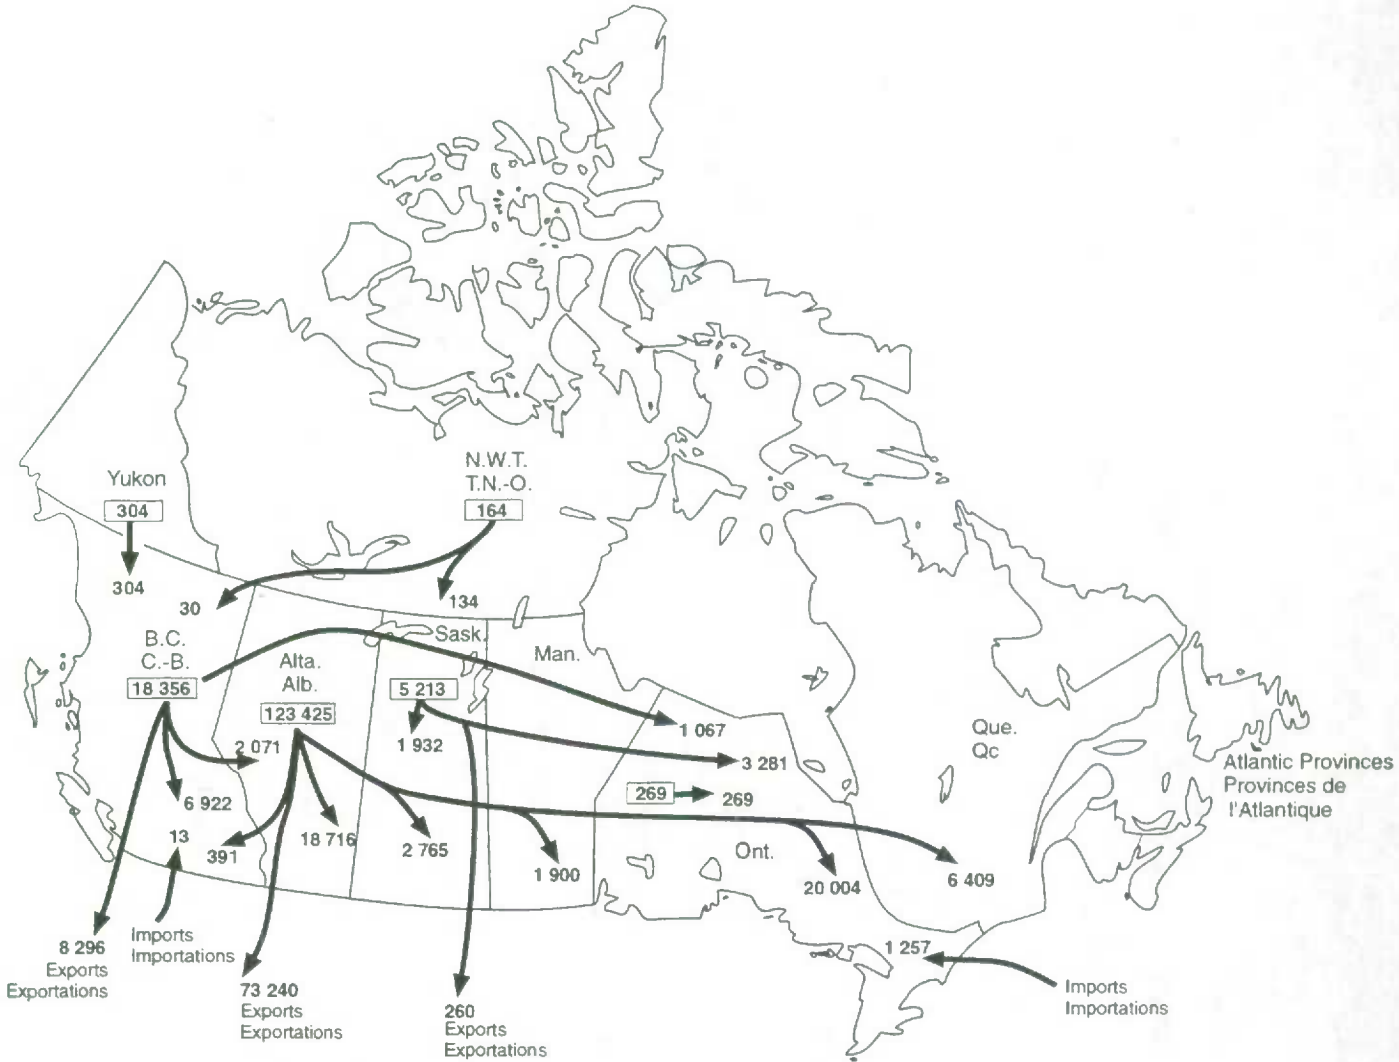 Yukon
304
304
N.W.T.
T.N.-O.
164
30
134
B.C.
C.-B.
18 356
Alta.
Alb.
123 425
Sask.
5 213
Man.
2 071
1 932
1 067
3 281
269
269
Que.
Qc
Atlantic Provinces
Provinces de
l'Atlantique
6 922
13
391
18 716
2 765
1 900
Ont.
20 004
6 409
8 296
Exports
Exportations
Imports
Importations
73 240
Exports
Exportations
260
Exports
Exportations
1 257
Imports
Importations